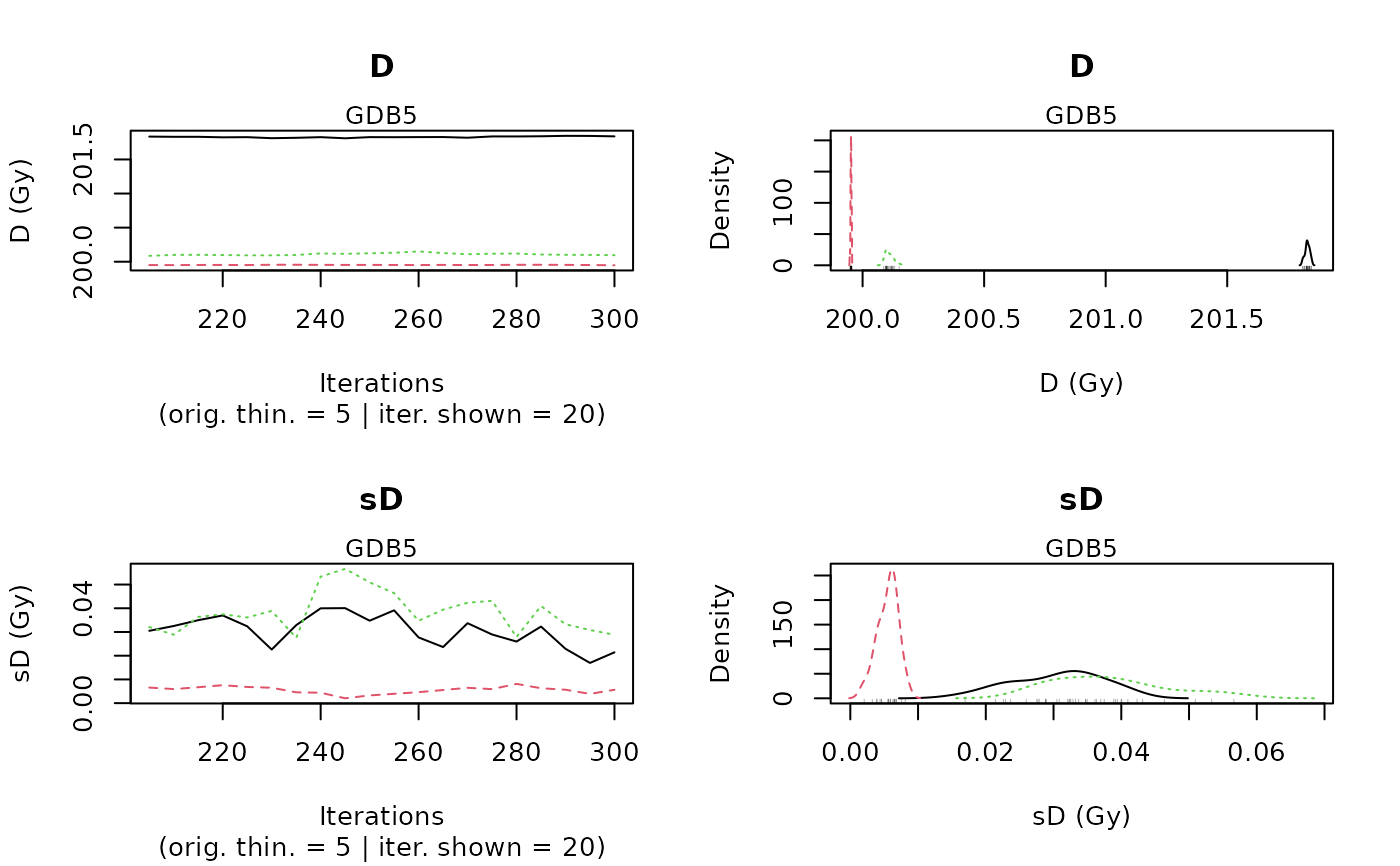 D
GDB5
D (Gy)
200.0 201.5
220 240 260 280 300
Iterations
(orig. thin. = 5 | iter. shown = 20)
D
GDB5
Density
0 100
200.0 200.5 201.0 201.5
D (Gy)
sD
GDB5
sD (Gy)
0.00 0.04
220 240 260 280 300
Iterations
(orig. thin. = 5 | iter. shown = 20)
sD
GDB5
Density
0 150
0.00 0.02 0.04 0.06
sD (Gy)